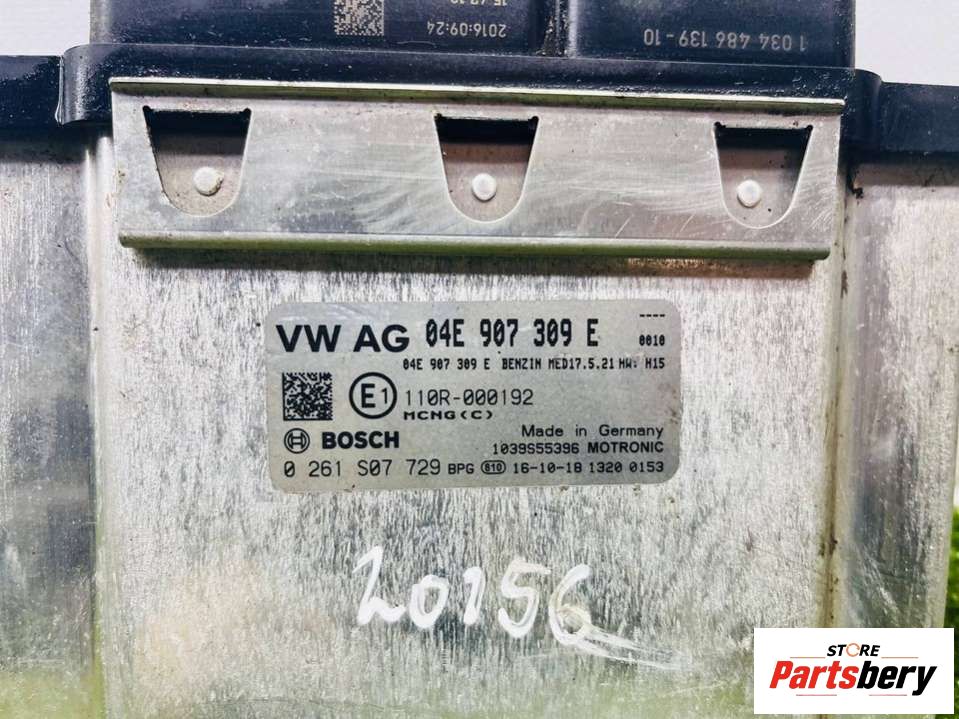 2016:09:24
1 034 486 139-10
VW AG 04E 907 309 E ----
0010
04E 907 309 E BENZIN MED17.5.21 HW: H15
E1 110R-000192
MCNG(C)
BOSCH Made in Germany
1039S55396 MOTRONIC
0 261 S07 729 BPG 610 16-10-18 1320 0153
20156
STORE
Partsbery